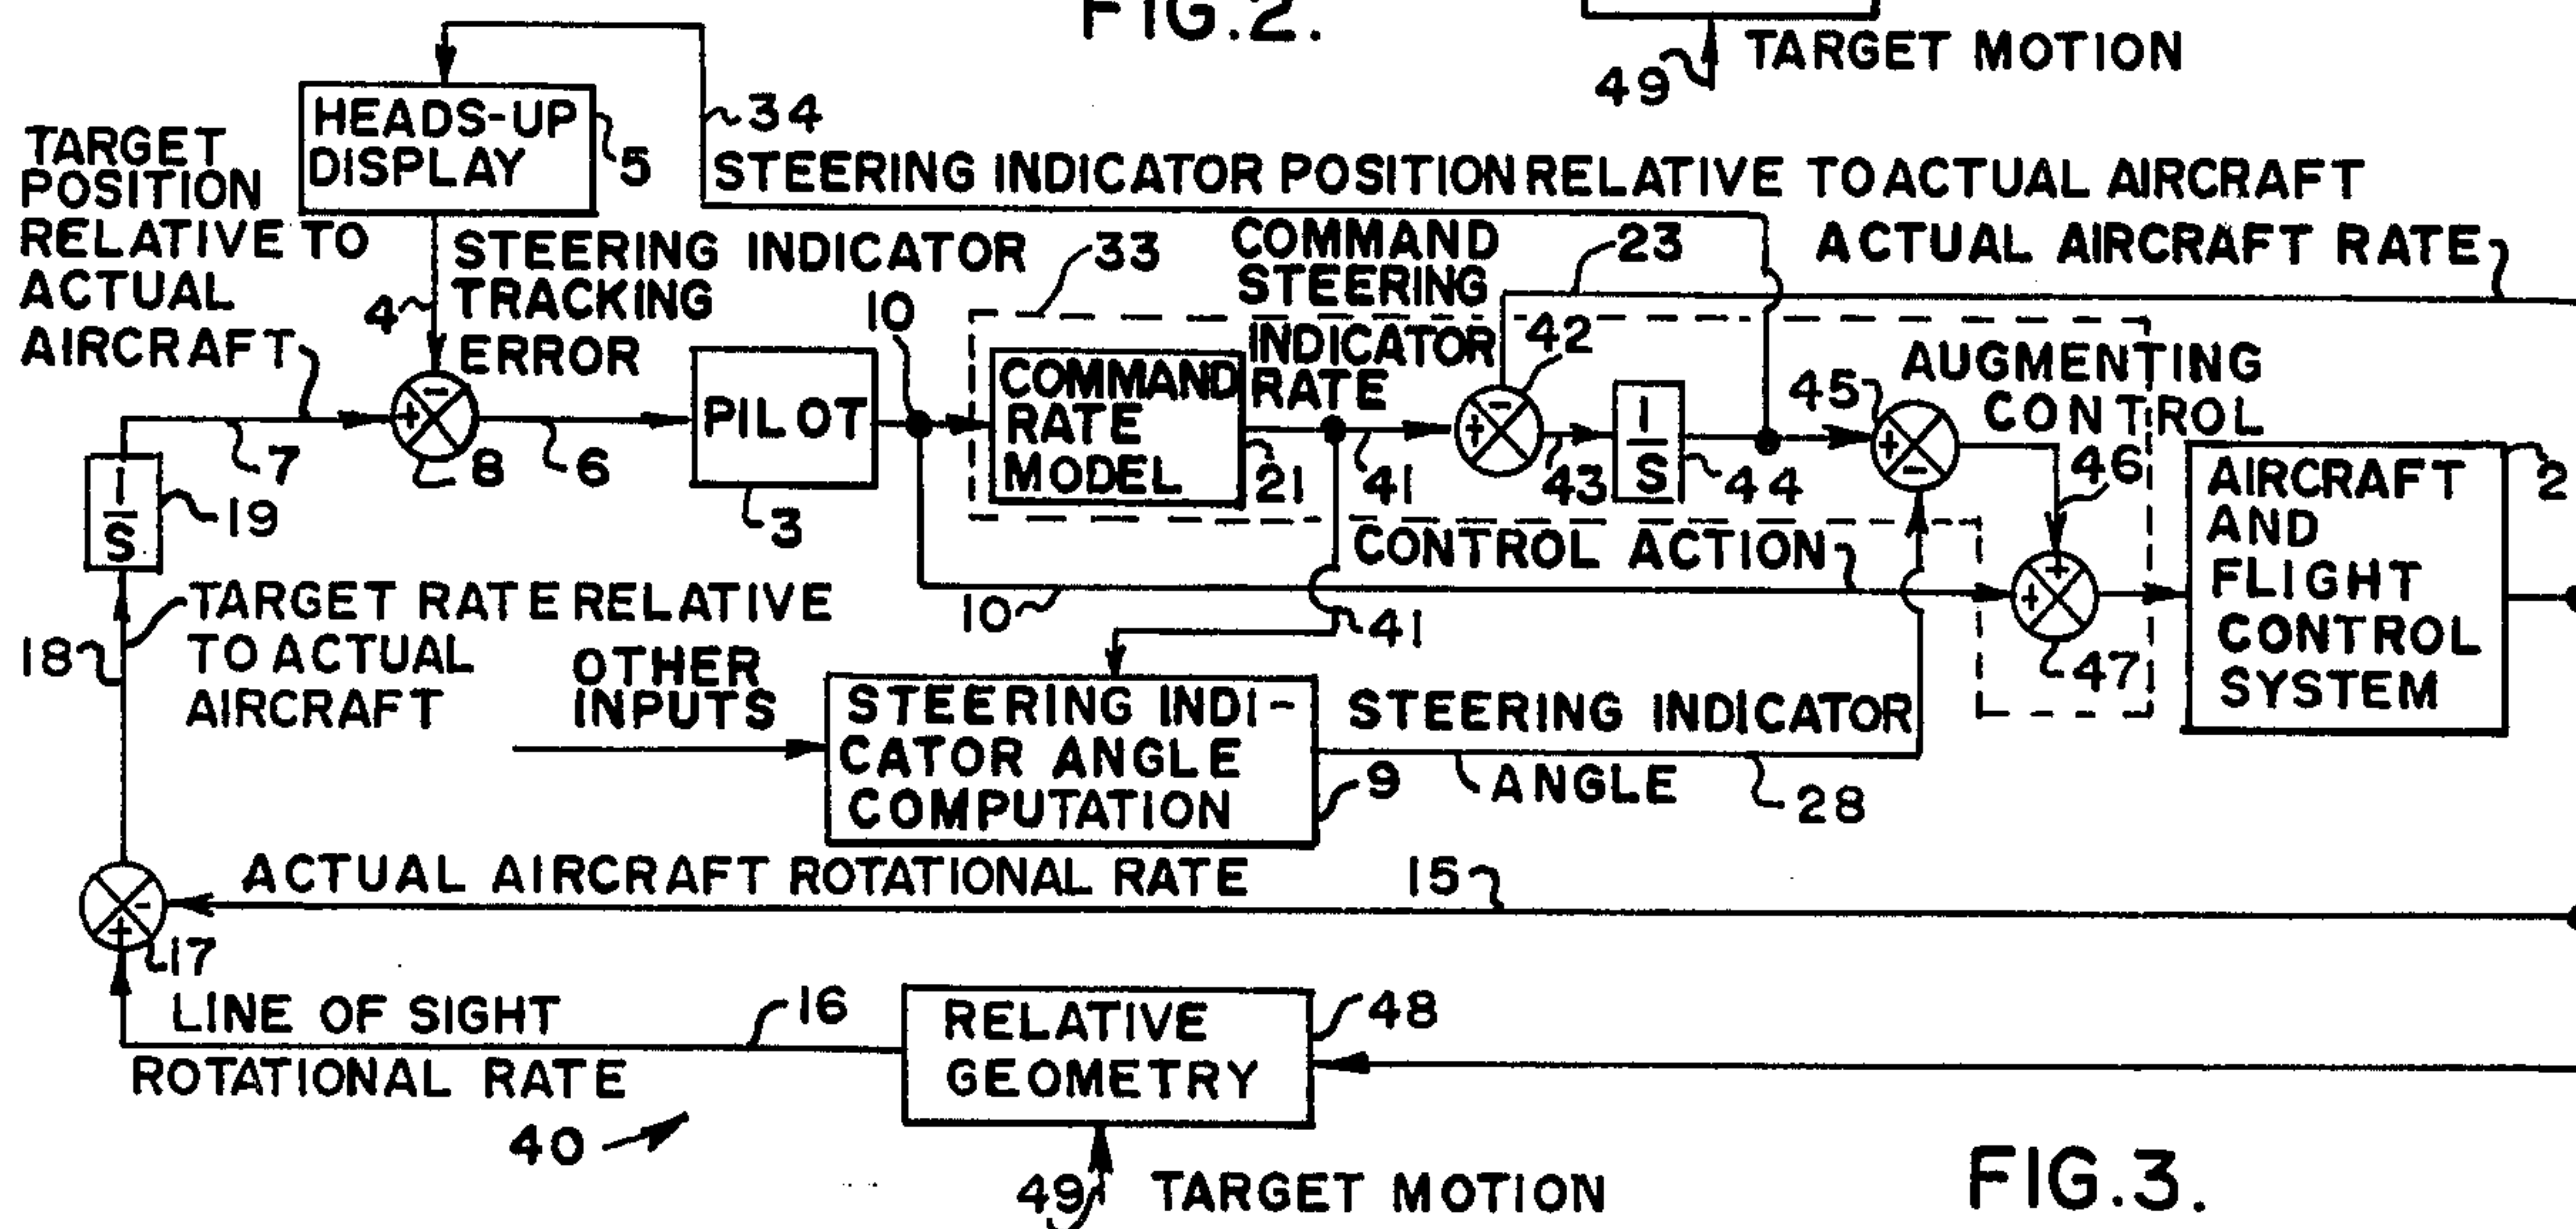 FIG.2.
49
TARGET MOTION
HEADS-UP
DISPLAY
5
34
STEERING INDICATOR POSITION RELATIVE TO ACTUAL AIRCRAFT
TARGET
POSITION
RELATIVE TO
ACTUAL
AIRCRAFT
4
STEERING INDICATOR
TRACKING
ERROR
33
COMMAND
STEERING
INDICATOR
RATE
23
ACTUAL AIRCRAFT RATE
+
-
7
8
6
PILOT
3
10
COMMAND
RATE
MODEL
21
41
+
-
42
43
1
S
44
45
+
-
AUGMENTING
CONTROL
46
AIRCRAFT
AND
FLIGHT
CONTROL
SYSTEM
2
1
S
19
CONTROL ACTION
10
41
+
+
47
18
TARGET RATE RELATIVE
TO ACTUAL
AIRCRAFT
OTHER
INPUTS
STEERING INDI-
CATOR ANGLE
COMPUTATION
9
STEERING INDICATOR
ANGLE
28
ACTUAL AIRCRAFT ROTATIONAL RATE
15
-
+
17
LINE OF SIGHT
ROTATIONAL RATE
16
RELATIVE
GEOMETRY
48
40
49
TARGET MOTION
FIG.3.